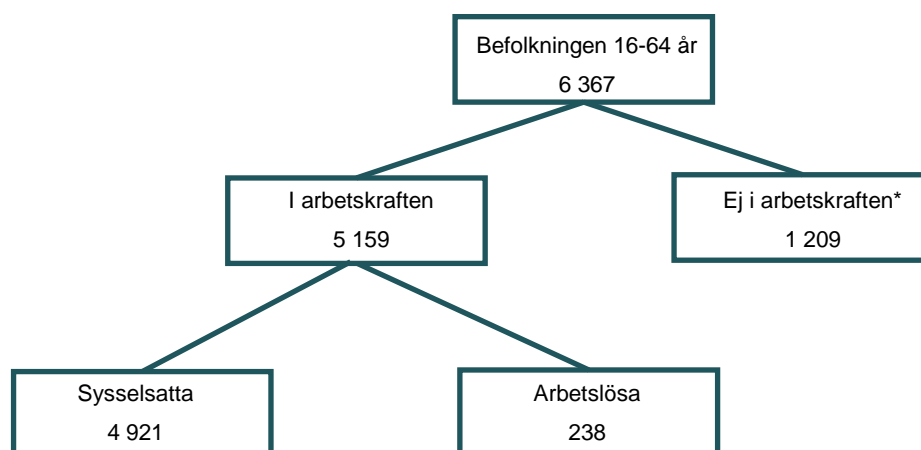 Befolkningen 16-64 år
6 367
I arbetskraften
5 159
Ej i arbetskraften*
1 209
Sysselsatta
4 921
Arbetslösa
238